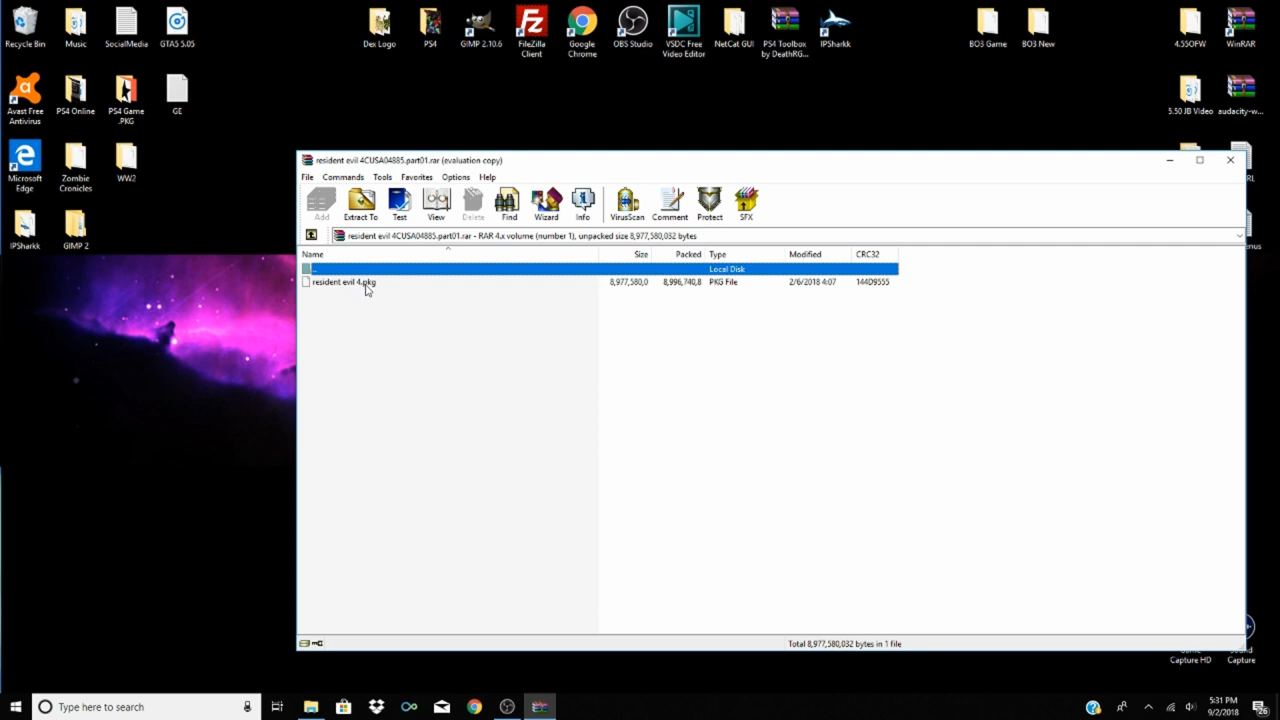 Recycle Bin
Music
SocialMedia
GTA5 5.05
Dex Logo
PS4
GIMP 2.10.6
FileZilla Client
Google Chrome
OBS Studio
VSDC Free Video Editor
NetCat GUI
PS4 Toolbox by DeathRG...
IPSharkk
BO3 Game
BO3 New
4.55OFW
WinRAR
Avast Free Antivirus
PS4 Online
PS4 Game .PKG
GE
5.50 JB Video
audacity-w...
Microsoft Edge
Zombie Cronicles
WW2
IPSharkk
GIMP 2
resident evil 4CUSA04885.part01.rar (evaluation copy)
File Commands Tools Favorites Options Help
Add Extract To Test View Delete Find Wizard Info VirusScan Comment Protect SFX
resident evil 4CUSA04885.part01.rar - RAR 4.x volume (number 1), unpacked size 8,977,580,032 bytes
Name Size Packed Type Modified CRC32
.. Local Disk
resident evil 4.pkg 8,977,580,0 8,996,740,8 PKG File 2/6/2018 4:07 144D9555
Total 8,977,580,032 bytes in 1 file
Capture HD
Capture
Type here to search
5:31 PM
9/2/2018
26